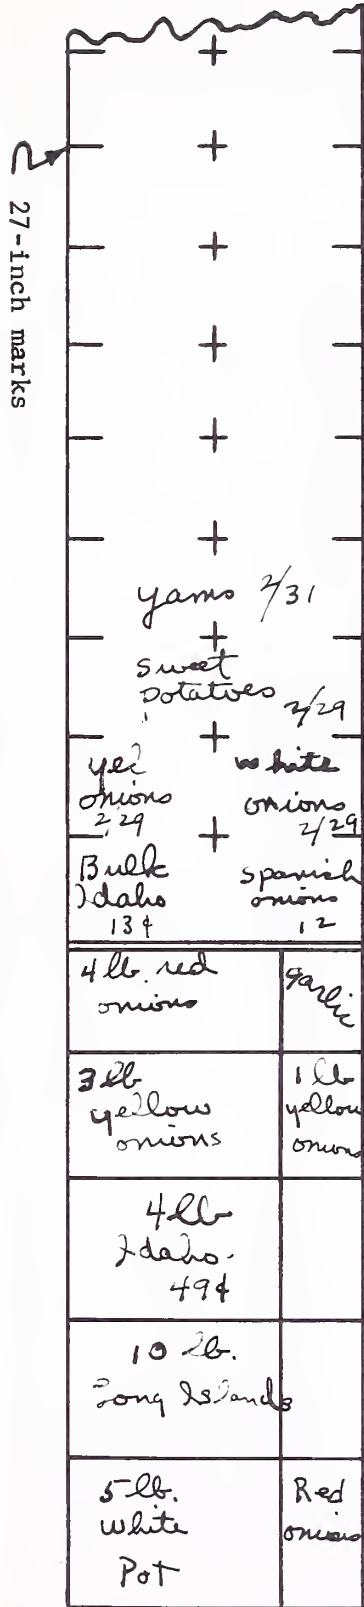 27-inch marks
yams 2/31
sweet
potatoes 2/29
yel
onions
2/29
white
onions
2/29
Bulk
Idaho
13¢
spanish
onions
12
4 lb. red
onions
garlic
3 lb
yellow
onions
1 lb
yellow
onions
4 lb
Idaho.
49¢
10 lb.
Long Islands
5 lb.
white
Pot
Red
onions